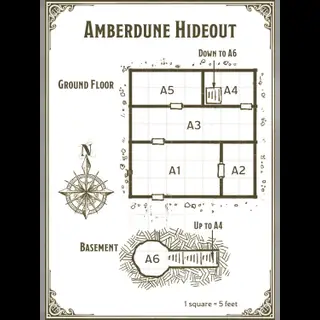 AMBERDUNE HIDEOUT
DOWN TO A6
GROUND FLOOR
A5
A4
A3
N
A1
A2
UP TO A4
BASEMENT
A6
1 square = 5 feet